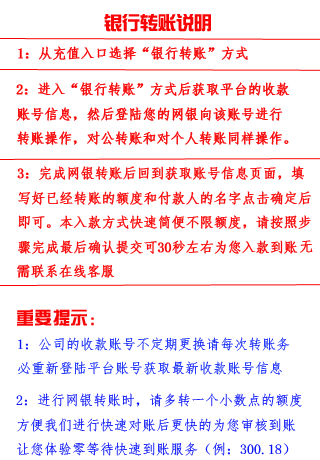 银行转账说明
1：从充值入口选择“银行转账”方式
2：进入“银行转账”方式后获取平台的收款
账号信息，然后登陆您的网银向该账号进行
转账操作，对公转账和对个人转账同样操作。
3：完成网银转账后回到获取账号信息页面，填
写好已经转账的额度和付款人的名字点击确定后
即可。本入款方式快速简便不限额度，请按照步
骤完成最后确认提交可30秒左右为您入款到账无
需联系在线客服
重要提示：
1：公司的收款账号不定期更换请每次转账务
必重新登陆平台账号获取最新收款账号信息
2：进行网银转账时，请多转一个小数点的额度
方便我们进行快速对账后更快的为您审核到账
让您体验零等待快速到账服务（例：300.18）